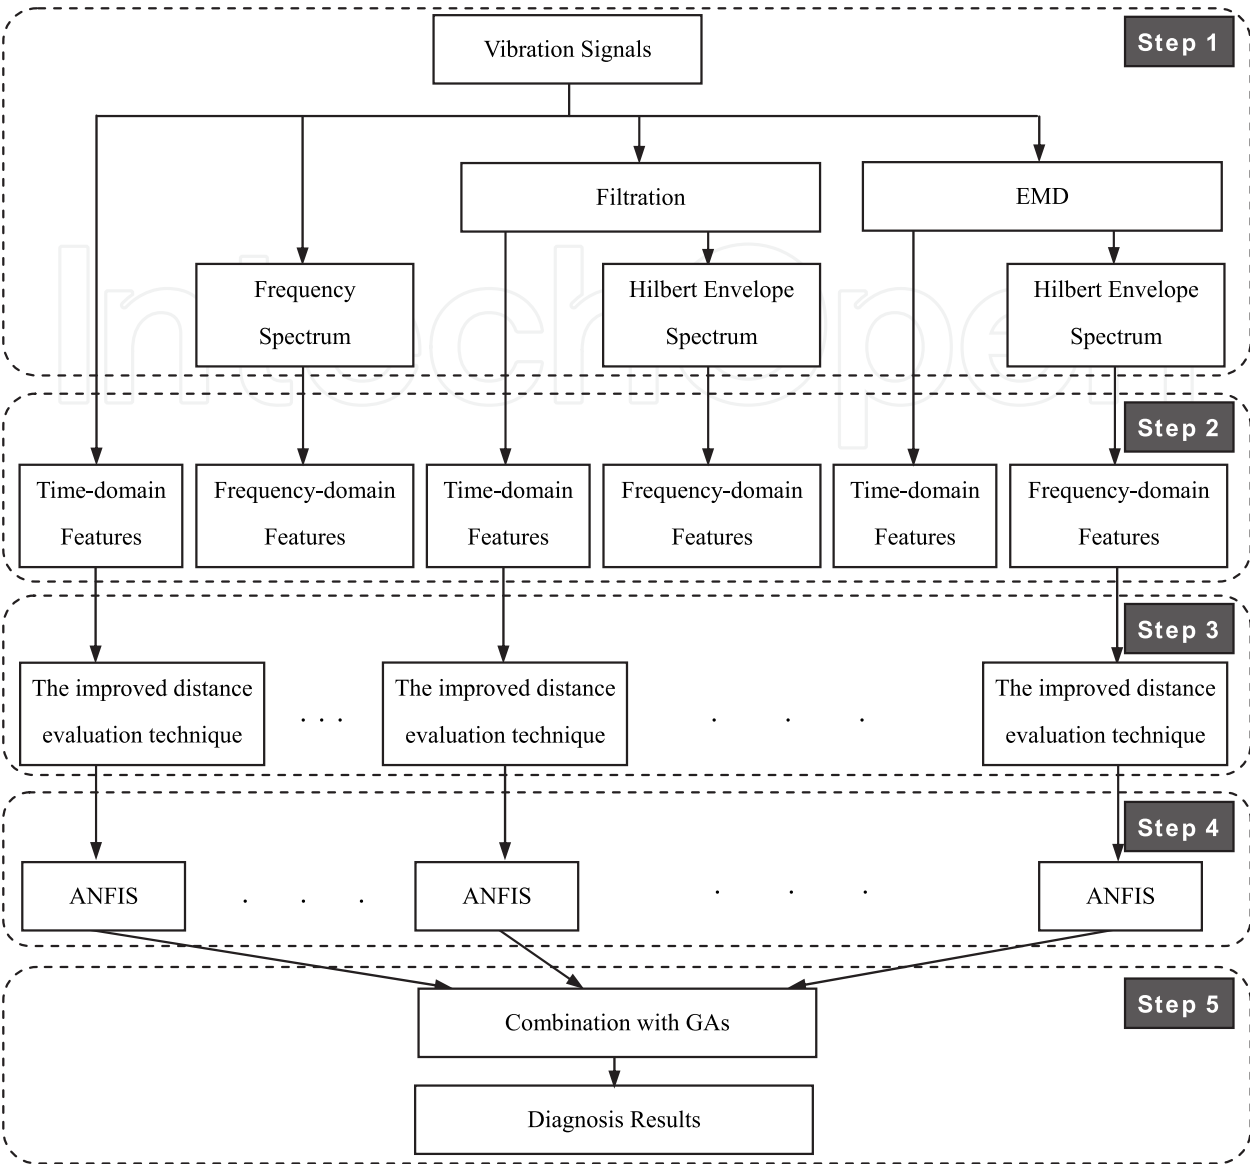 Vibration Signals
Step 1
Filtration
EMD
Frequency
Spectrum
Hilbert Envelope
Spectrum
Hilbert Envelope
Spectrum
IntechOpen
Step 2
Time-domain
Features
Frequency-domain
Features
Time-domain
Features
Frequency-domain
Features
Time-domain
Features
Frequency-domain
Features
Step 3
The improved distance
evaluation technique
. . .
The improved distance
evaluation technique
. . .
The improved distance
evaluation technique
Step 4
ANFIS
. . .
ANFIS
. . .
ANFIS
Step 5
Combination with GAs
Diagnosis Results